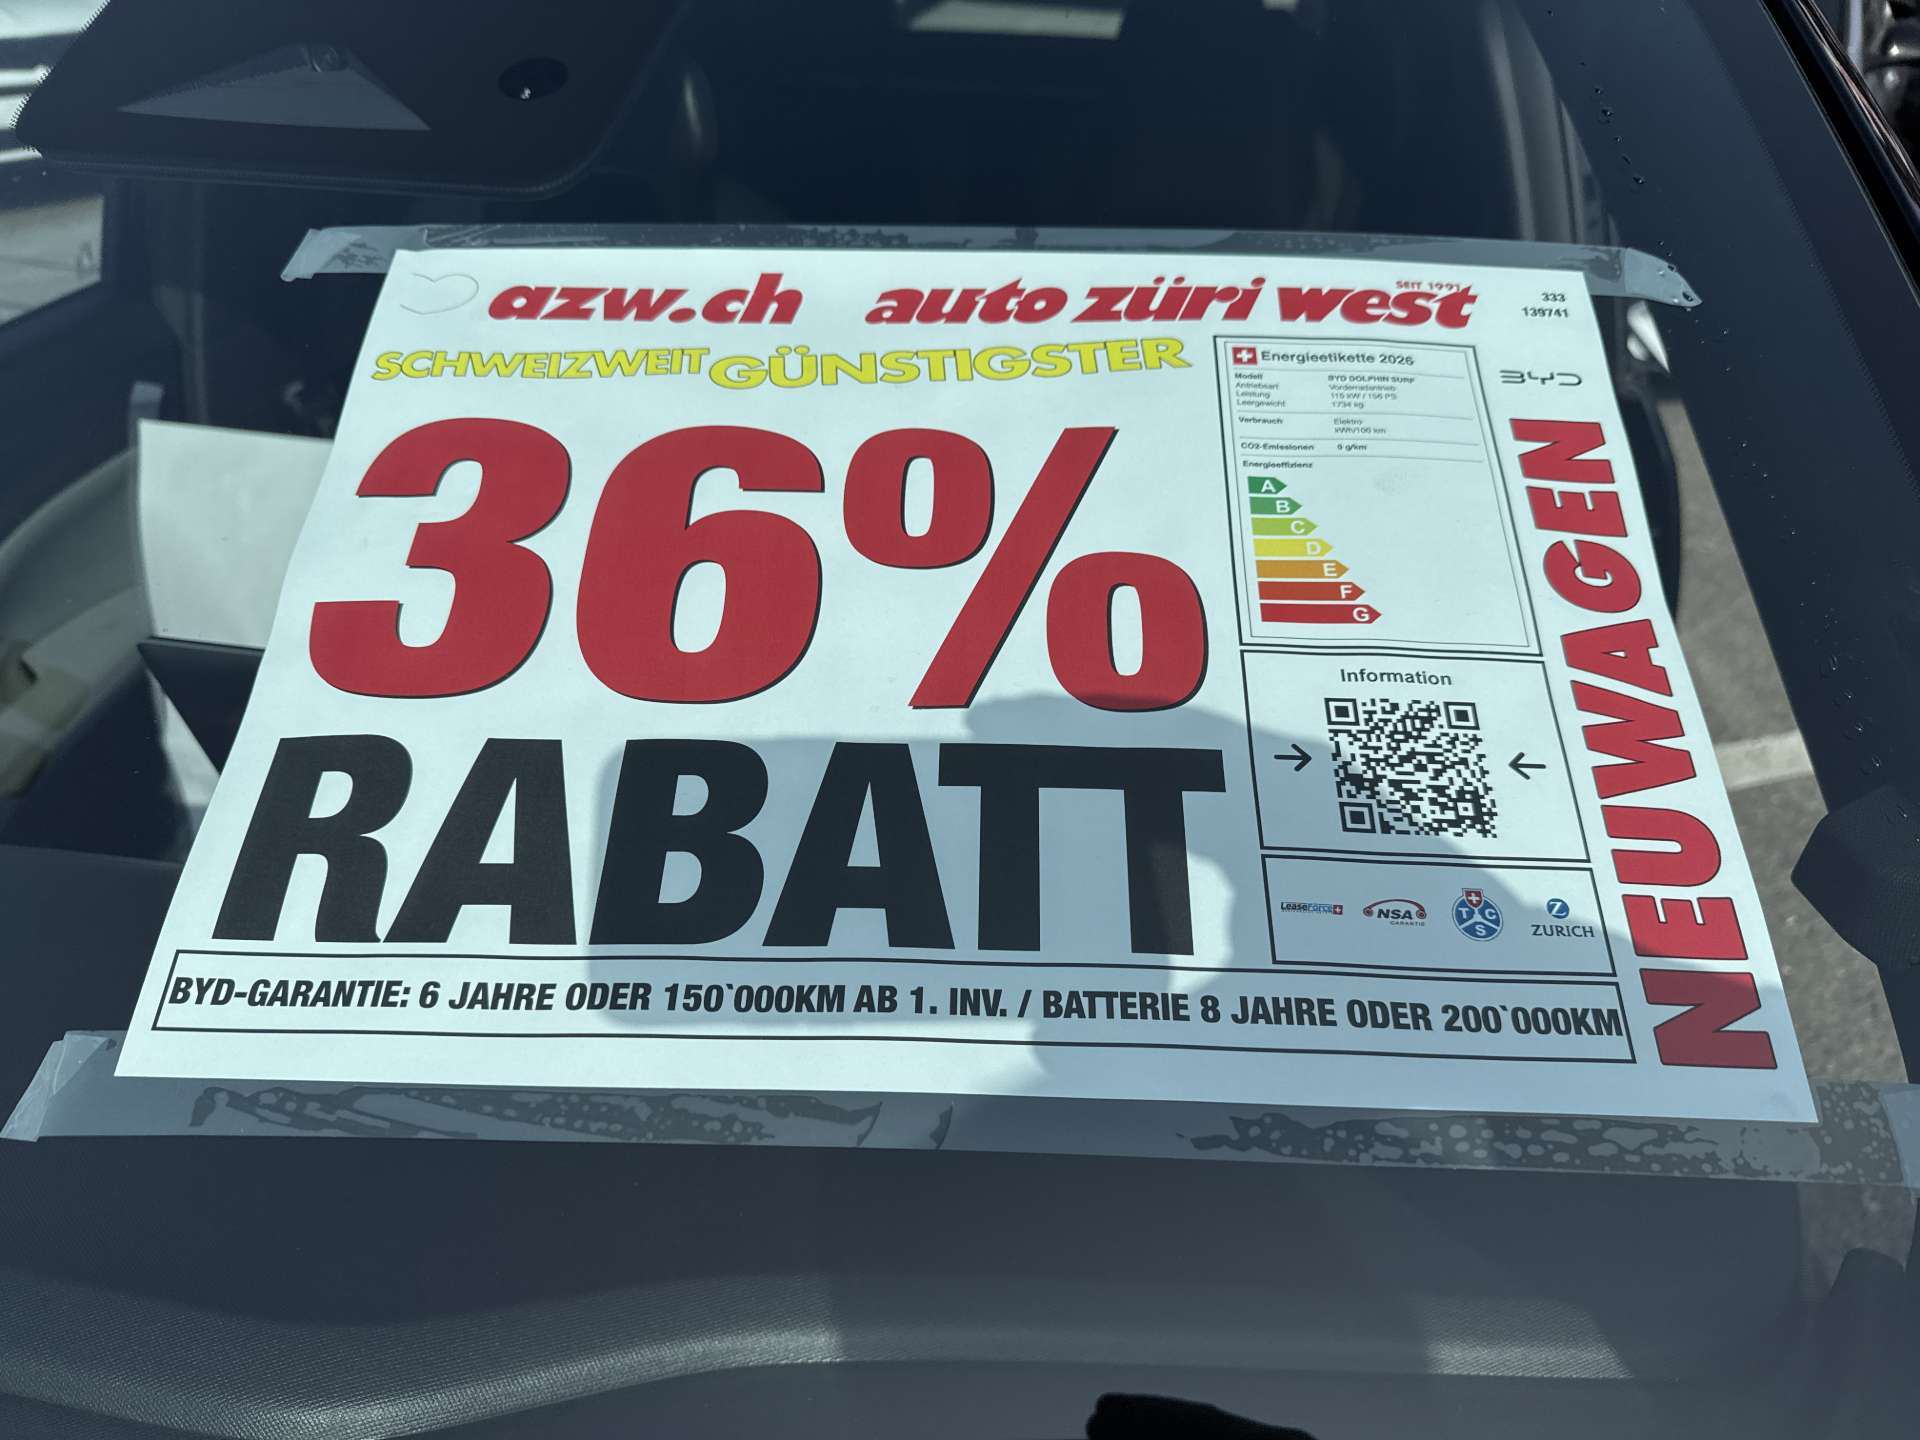 azw.ch auto züri west
SEIT 1991
333
139741
SCHWEIZWEIT GÜNSTIGSTER
36%
RABATT
Energieetikette 2026
Modell BYD DOLPHIN SURF
Antriebsart Vorderradantrieb
Leistung 115 kW / 156 PS
Leergewicht 1734 kg
Verbrauch Elektro
kWh/100 km
CO2-Emissionen 0 g/km
Energieeffizienz
A
B
C
D
E
F
G
BYD
NEUWAGEN
Information
→ ←
LeaseForce
NSA
GARANTIE
TCS
Z
ZURICH
BYD-GARANTIE: 6 JAHRE ODER 150`000KM AB 1. INV. / BATTERIE 8 JAHRE ODER 200`000KM